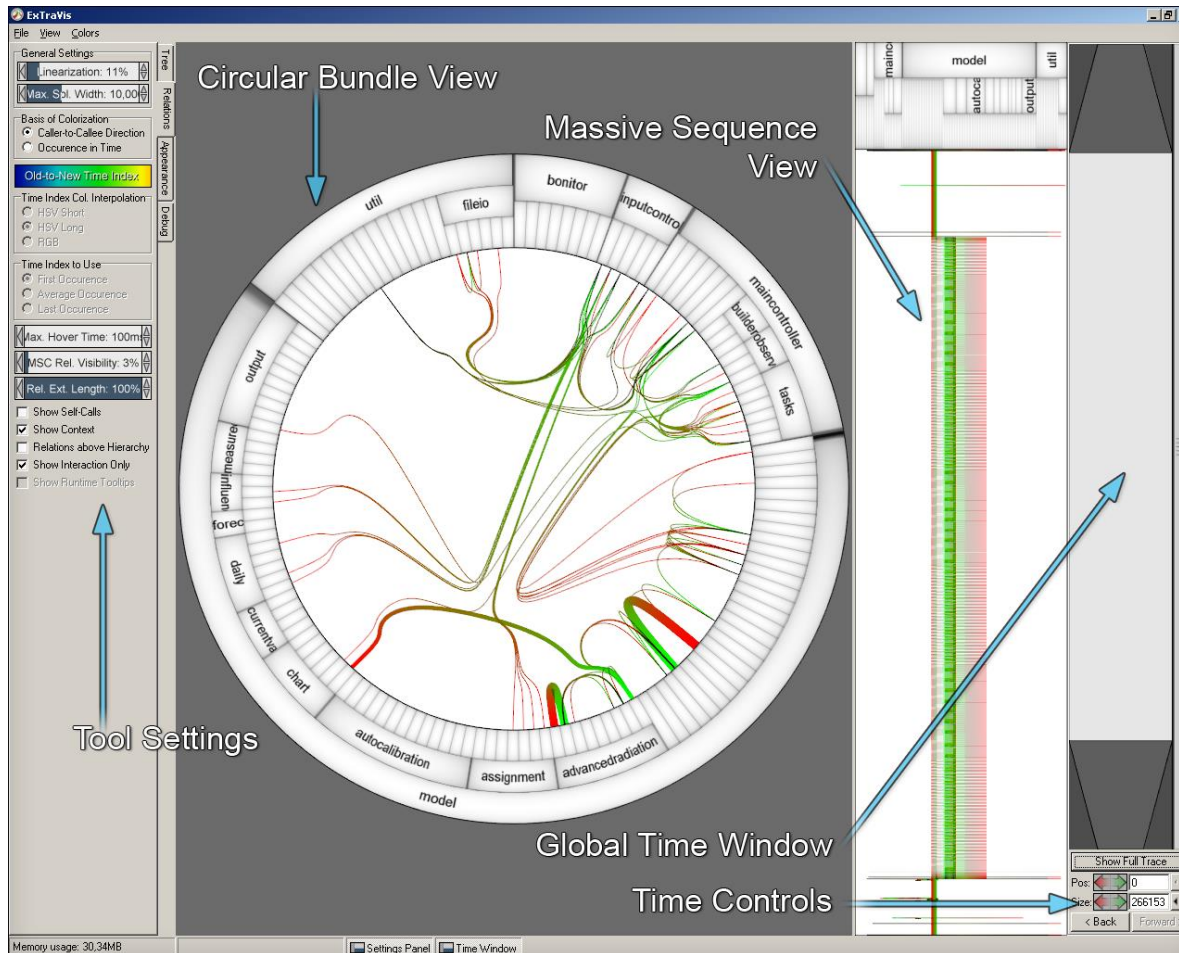 ExTraVis
File View Colors
General Settings
Linearization: 11%
Max. Spl. Width: 10,00
Basis of Colorization
Caller-to-Callee Direction
Occurence in Time
Old-to-New Time Index
Time Index Col. Interpolation
HSV Short
HSV Long
RGB
Time Index to Use
First Occurence
Average Occurence
Last Occurence
Max. Hover Time: 100ms
MSC Rel. Visibility: 3%
Rel. Ext. Length: 100%
Show Self-Calls
Show Context
Relations above Hierarchy
Show Interaction Only
Show Runtime Tooltips
Tool Settings
Tree
Relations
Appearance
Debug
Circular Bundle View
util
fileio
bonitor
inputcontro
maincontroller
builderobserv
tasks
output
measure
influen
forec
daily
currentva
chart
autocalibration
assignment
advancedradiation
model
Massive Sequence
View
mainc
model
util
autoca
output
Global Time Window
Time Controls
Show Full Trace
Pos: 0
Size: 266153
< Back Forward
Memory usage: 30,34MB
Settings Panel Time Window